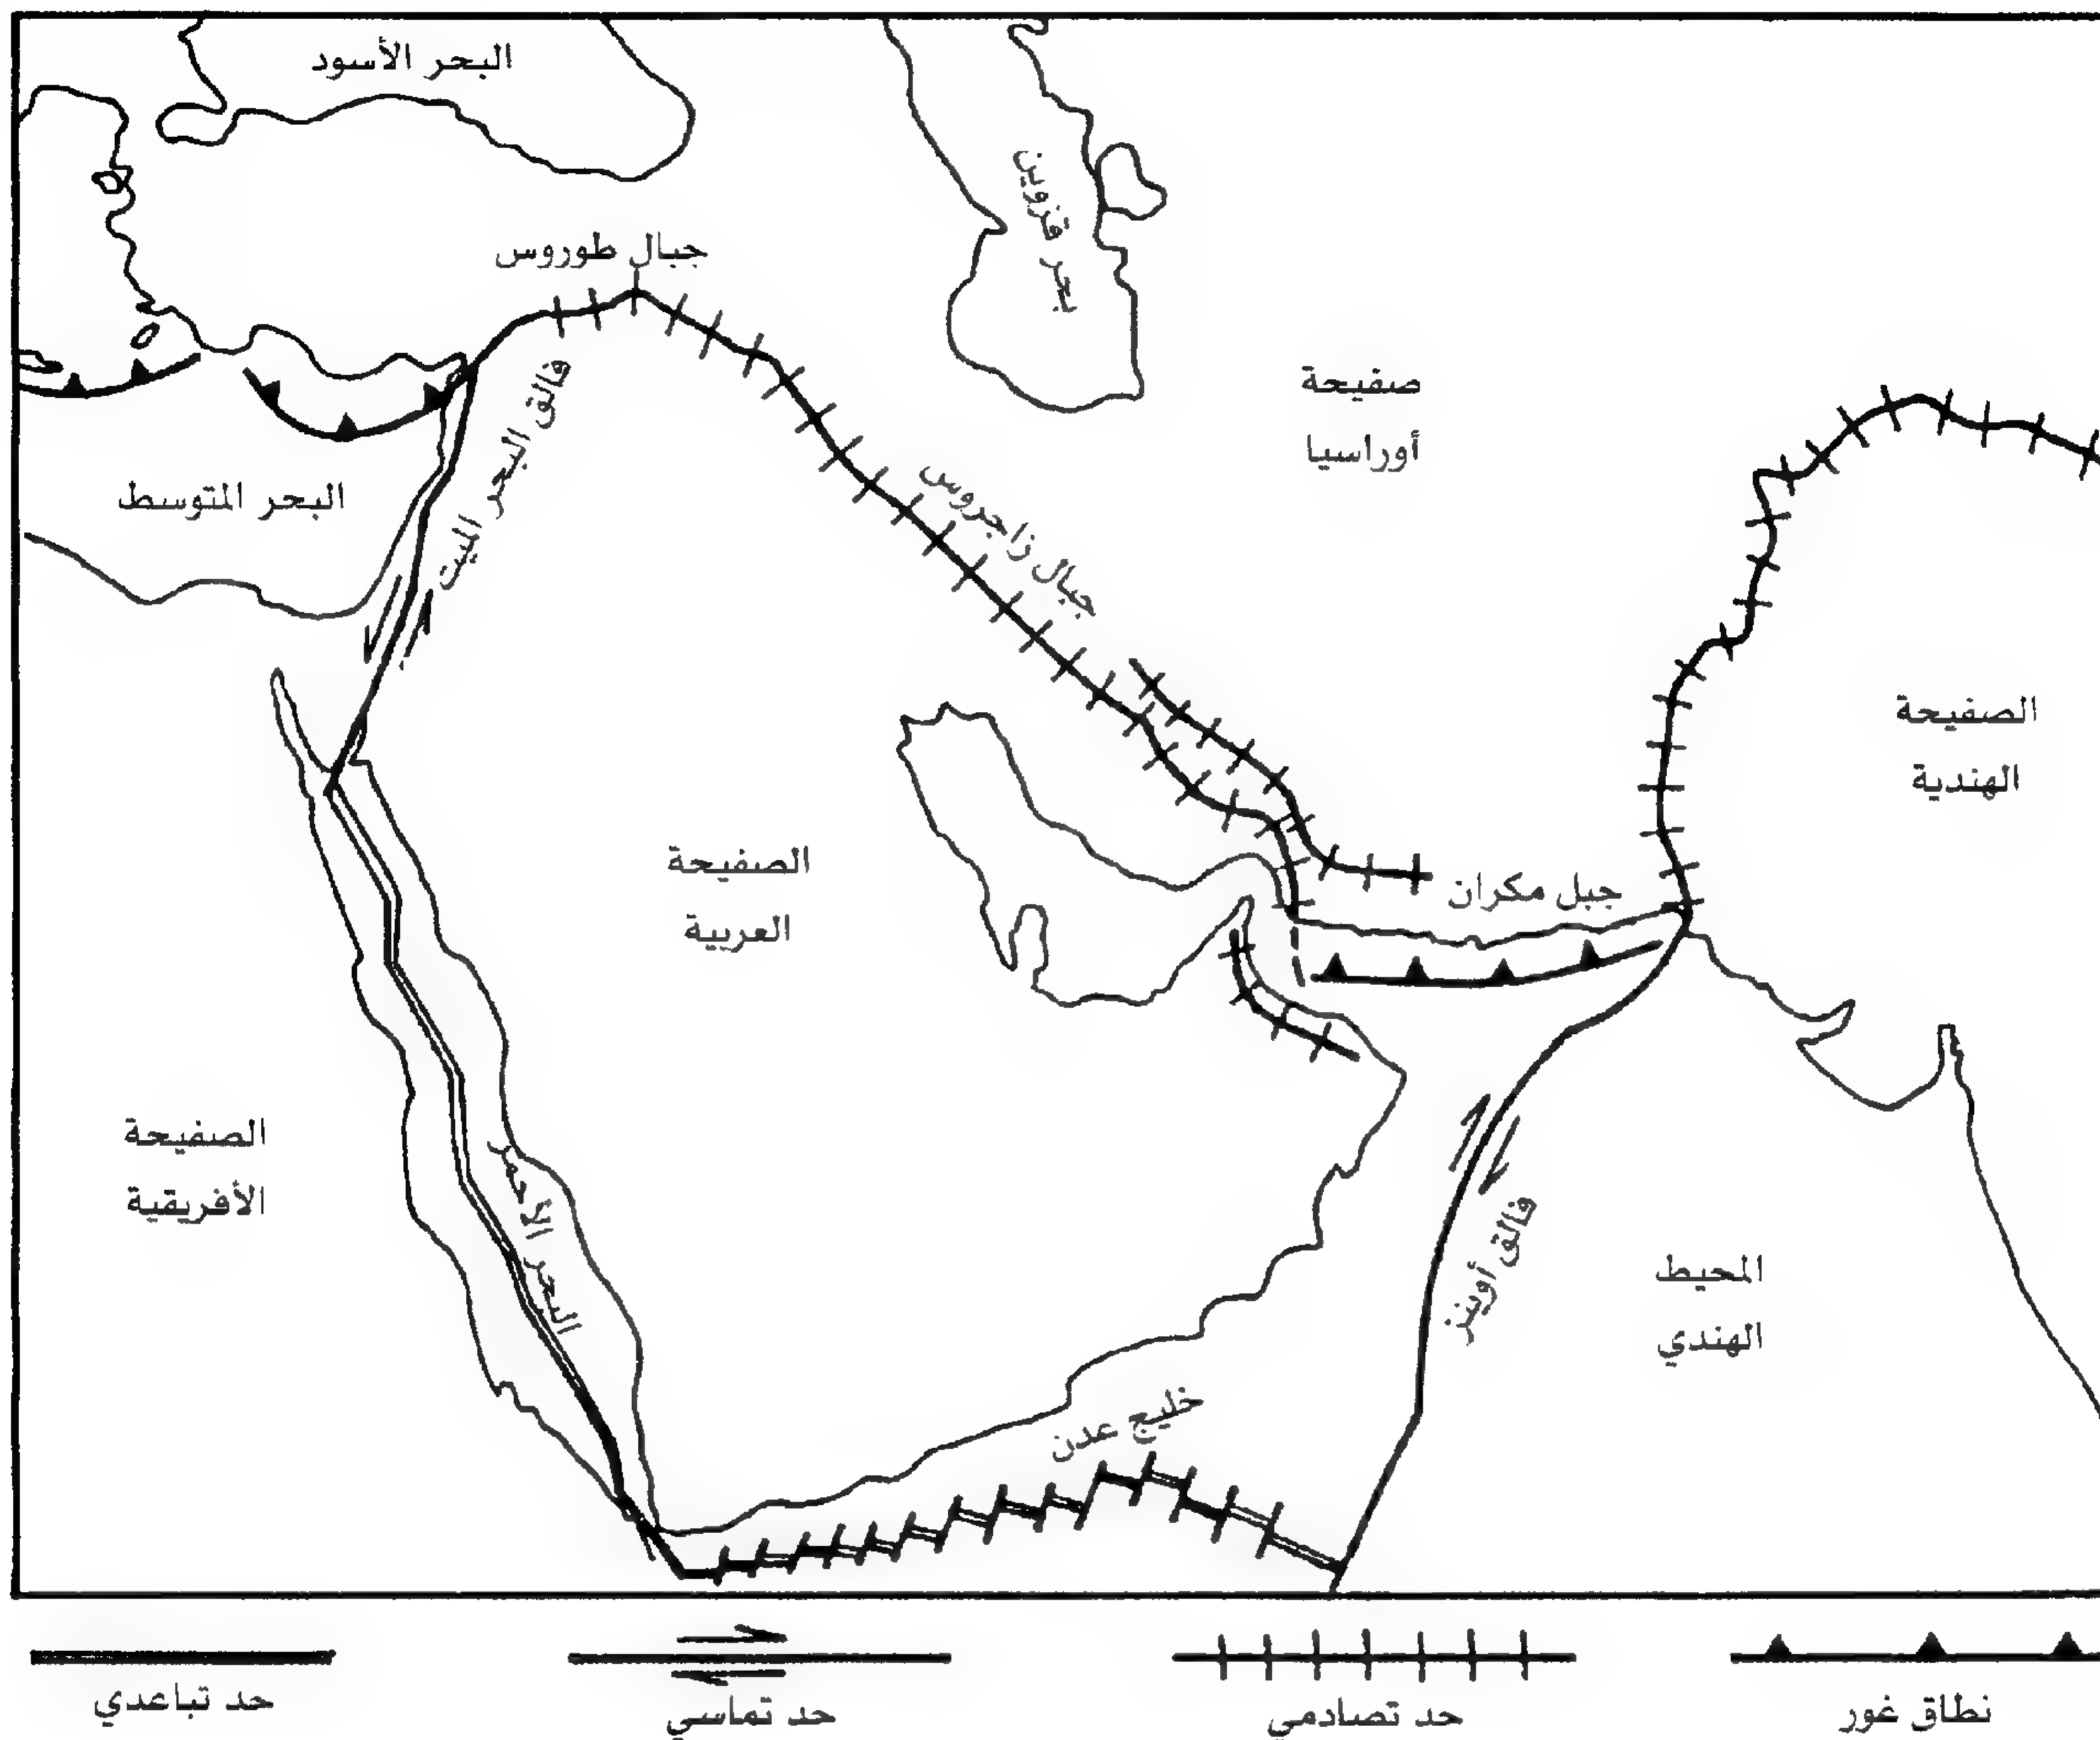 البحر الأسود
بحر قزوين
جبال طوروس
فالق البحر الميت
صفيحة
أوراسيا
البحر المتوسط
جبال زاجروس
الصفيحة
الهندية
الصفيحة
العربية
جبل مكران
الصفيحة
الأفريقية
البحر الأحمر
فالق أوينز
المحيط
الهندي
خليج عدن
حد تباعدي
حد تماسي
حد تصادمي
نطاق غور